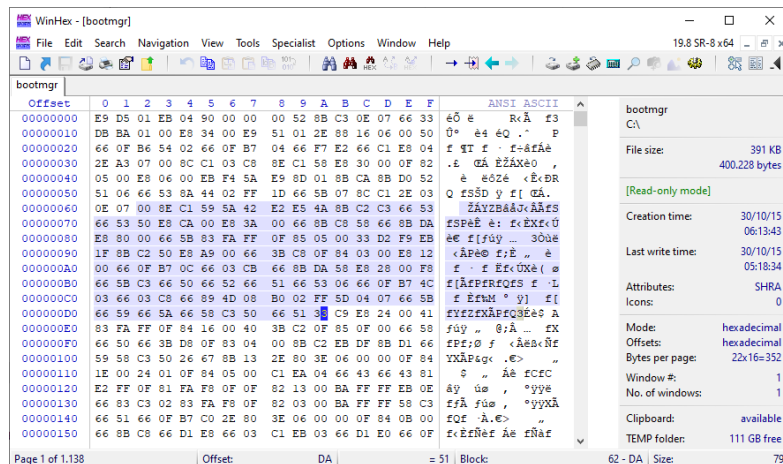 WinHex - [bootmgr]
File Edit Search Navigation View Tools Specialist Options Window Help
19.8 SR-8 x64
bootmgr
Offset 0 1 2 3 4 5 6 7 8 9 A B C D E F ANSI ASCII
00000000 E9 D5 01 EB 04 90 00 00 00 52 8B C3 0E 07 66 33
00000010 DB BA 01 00 E8 34 00 E9 51 01 2E 88 16 06 00 50
00000020 66 0F B6 54 02 66 0F B7 04 66 F7 E2 66 C1 E8 04
00000030 2E A3 07 00 8C C1 03 C8 8E C1 58 E8 30 00 0F 82
00000040 05 00 E8 06 00 EB F4 5A E9 8D 01 8B CA 8B D0 52
00000050 51 06 66 53 8A 44 02 FF 1D 66 5B 07 8C C1 2E 03
00000060 0E 07 00 8E C1 59 5A 42 E2 E5 4A 8B C2 C3 66 53
00000070 66 53 50 E8 CA 00 E8 3A 00 66 8B C8 58 66 8B DA
00000080 E8 80 00 66 5B 83 FA FF 0F 85 05 00 33 D2 F9 EB
00000090 1F 8B C2 50 E8 A9 00 66 3B C8 0F 84 03 00 E8 12
000000A0 00 66 0F B7 0C 66 03 CB 66 8B DA 58 E8 28 00 F8
000000B0 66 5B C3 66 50 66 52 66 51 66 53 06 66 0F B7 4C
000000C0 03 66 03 C8 66 89 4D 08 B0 02 FF 5D 04 07 66 5B
000000D0 66 59 66 5A 66 58 C3 50 66 51 33 C9 E8 24 00 41
000000E0 83 FA FF 0F 84 16 00 40 3B C2 0F 85 0F 00 66 58
000000F0 66 50 66 3B D8 0F 83 04 00 8B C2 EB DF 8B D1 66
00000100 59 58 C3 50 26 67 8B 13 2E 80 3E 06 00 00 0F 84
00000110 1E 00 24 01 0F 84 05 00 C1 EA 04 66 43 66 43 81
00000120 E2 FF 0F 81 FA F8 0F 0F 82 13 00 BA FF FF EB 0E
00000130 66 83 C3 02 83 FA F8 0F 82 03 00 BA FF FF 58 C3
00000140 66 51 66 0F B7 C0 2E 80 3E 06 00 00 0F 84 0B 00
00000150 66 8B C8 66 D1 E8 66 03 C1 EB 03 66 D1 E0 66 0F
bootmgr
C:\
File size: 391 KB
400.228 bytes
[Read-only mode]
Creation time: 30/10/15
06:13:43
Last write time: 30/10/15
05:18:34
Attributes: SHRA
Icons: 0
Mode: hexadecimal
Offsets: hexadecimal
Bytes per page: 22x16=352
Window #: 1
No. of windows: 1
Clipboard: available
TEMP folder: 111 GB free
Page 1 of 1.138 Offset: DA = 51 Block: 62 - DA Size: 79